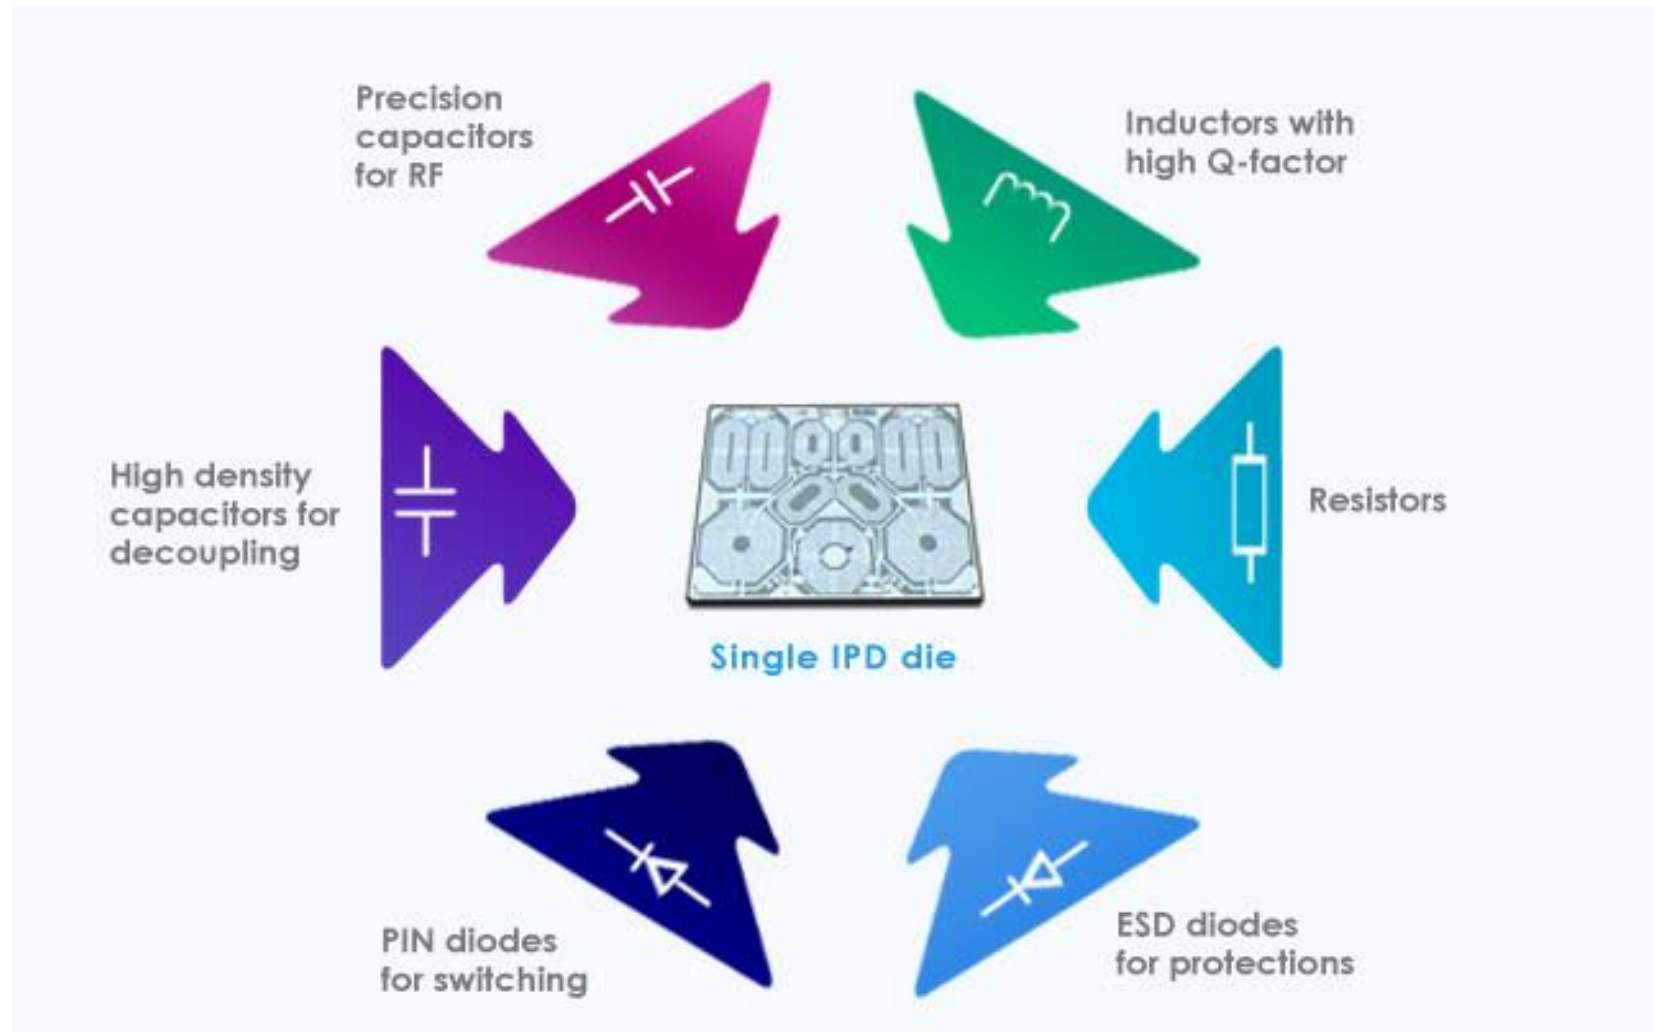 Precision
capacitors
for RF
Inductors with
high Q-factor
High density
capacitors for
decoupling
Resistors
Single IPD die
PIN diodes
for switching
ESD diodes
for protections